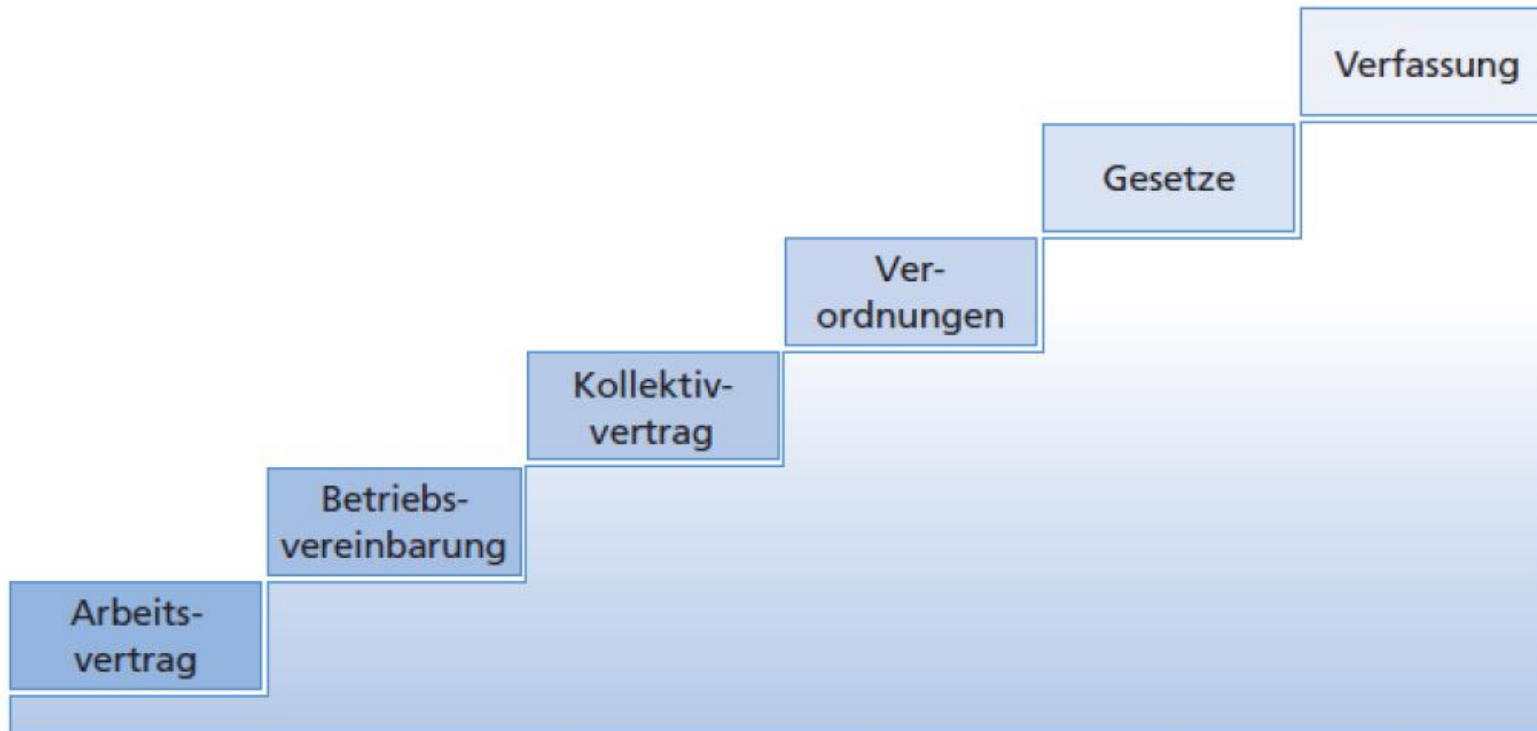 Verfassung
Gesetze
Ver-
ordnungen
Kollektiv-
vertrag
Betriebs-
vereinbarung
Arbeits-
vertrag